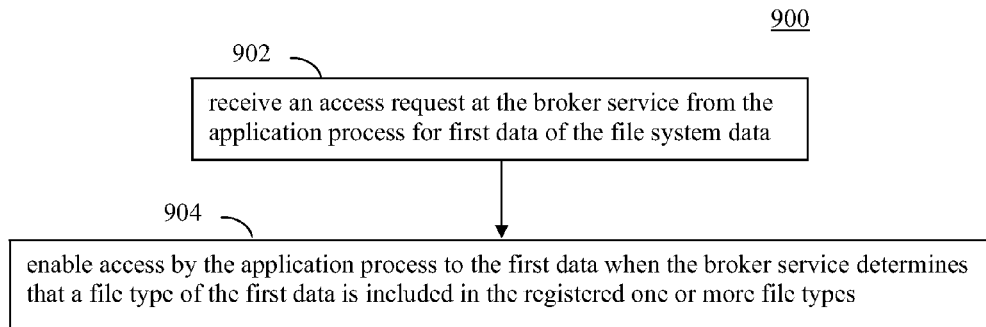 900
902
receive an access request at the broker service from the
application process for first data of the file system data
904
enable access by the application process to the first data when the broker service determines
that a file type of the first data is included in the registered one or more file types